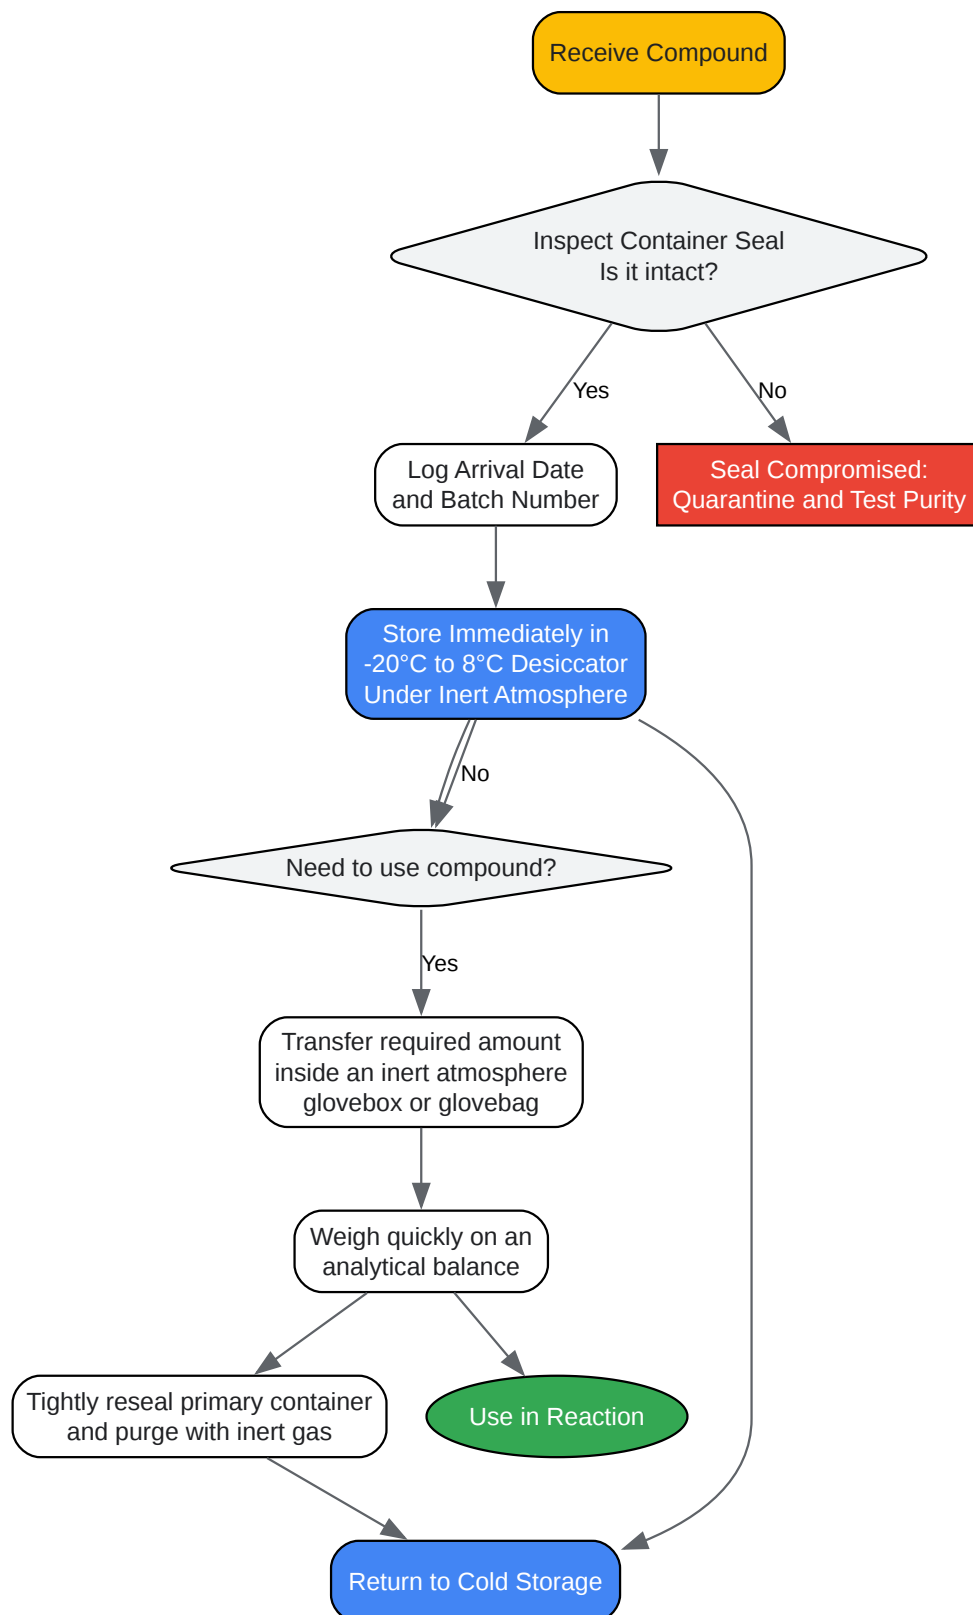 Receive Compound
Inspect Container Seal
Is it intact?
Yes
No
Log Arrival Date
and Batch Number
Seal Compromised:
Quarantine and Test Purity
Store Immediately in
-20°C to 8°C Desiccator
Under Inert Atmosphere
No
Need to use compound?
Yes
Transfer required amount
inside an inert atmosphere
glovebox or glovebag
Weigh quickly on an
analytical balance
Tightly reseal primary container
and purge with inert gas
Use in Reaction
Return to Cold Storage